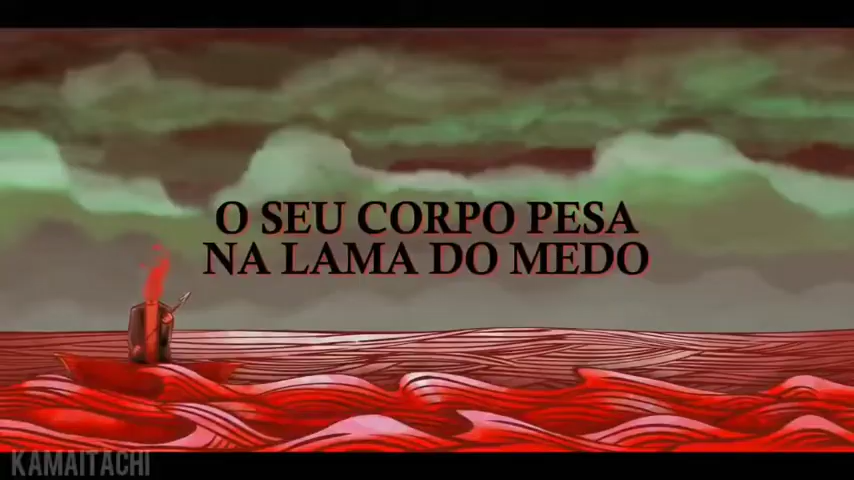 O SEU CORPO PESA
NA LAMA DO MEDO
KAMAITACHI